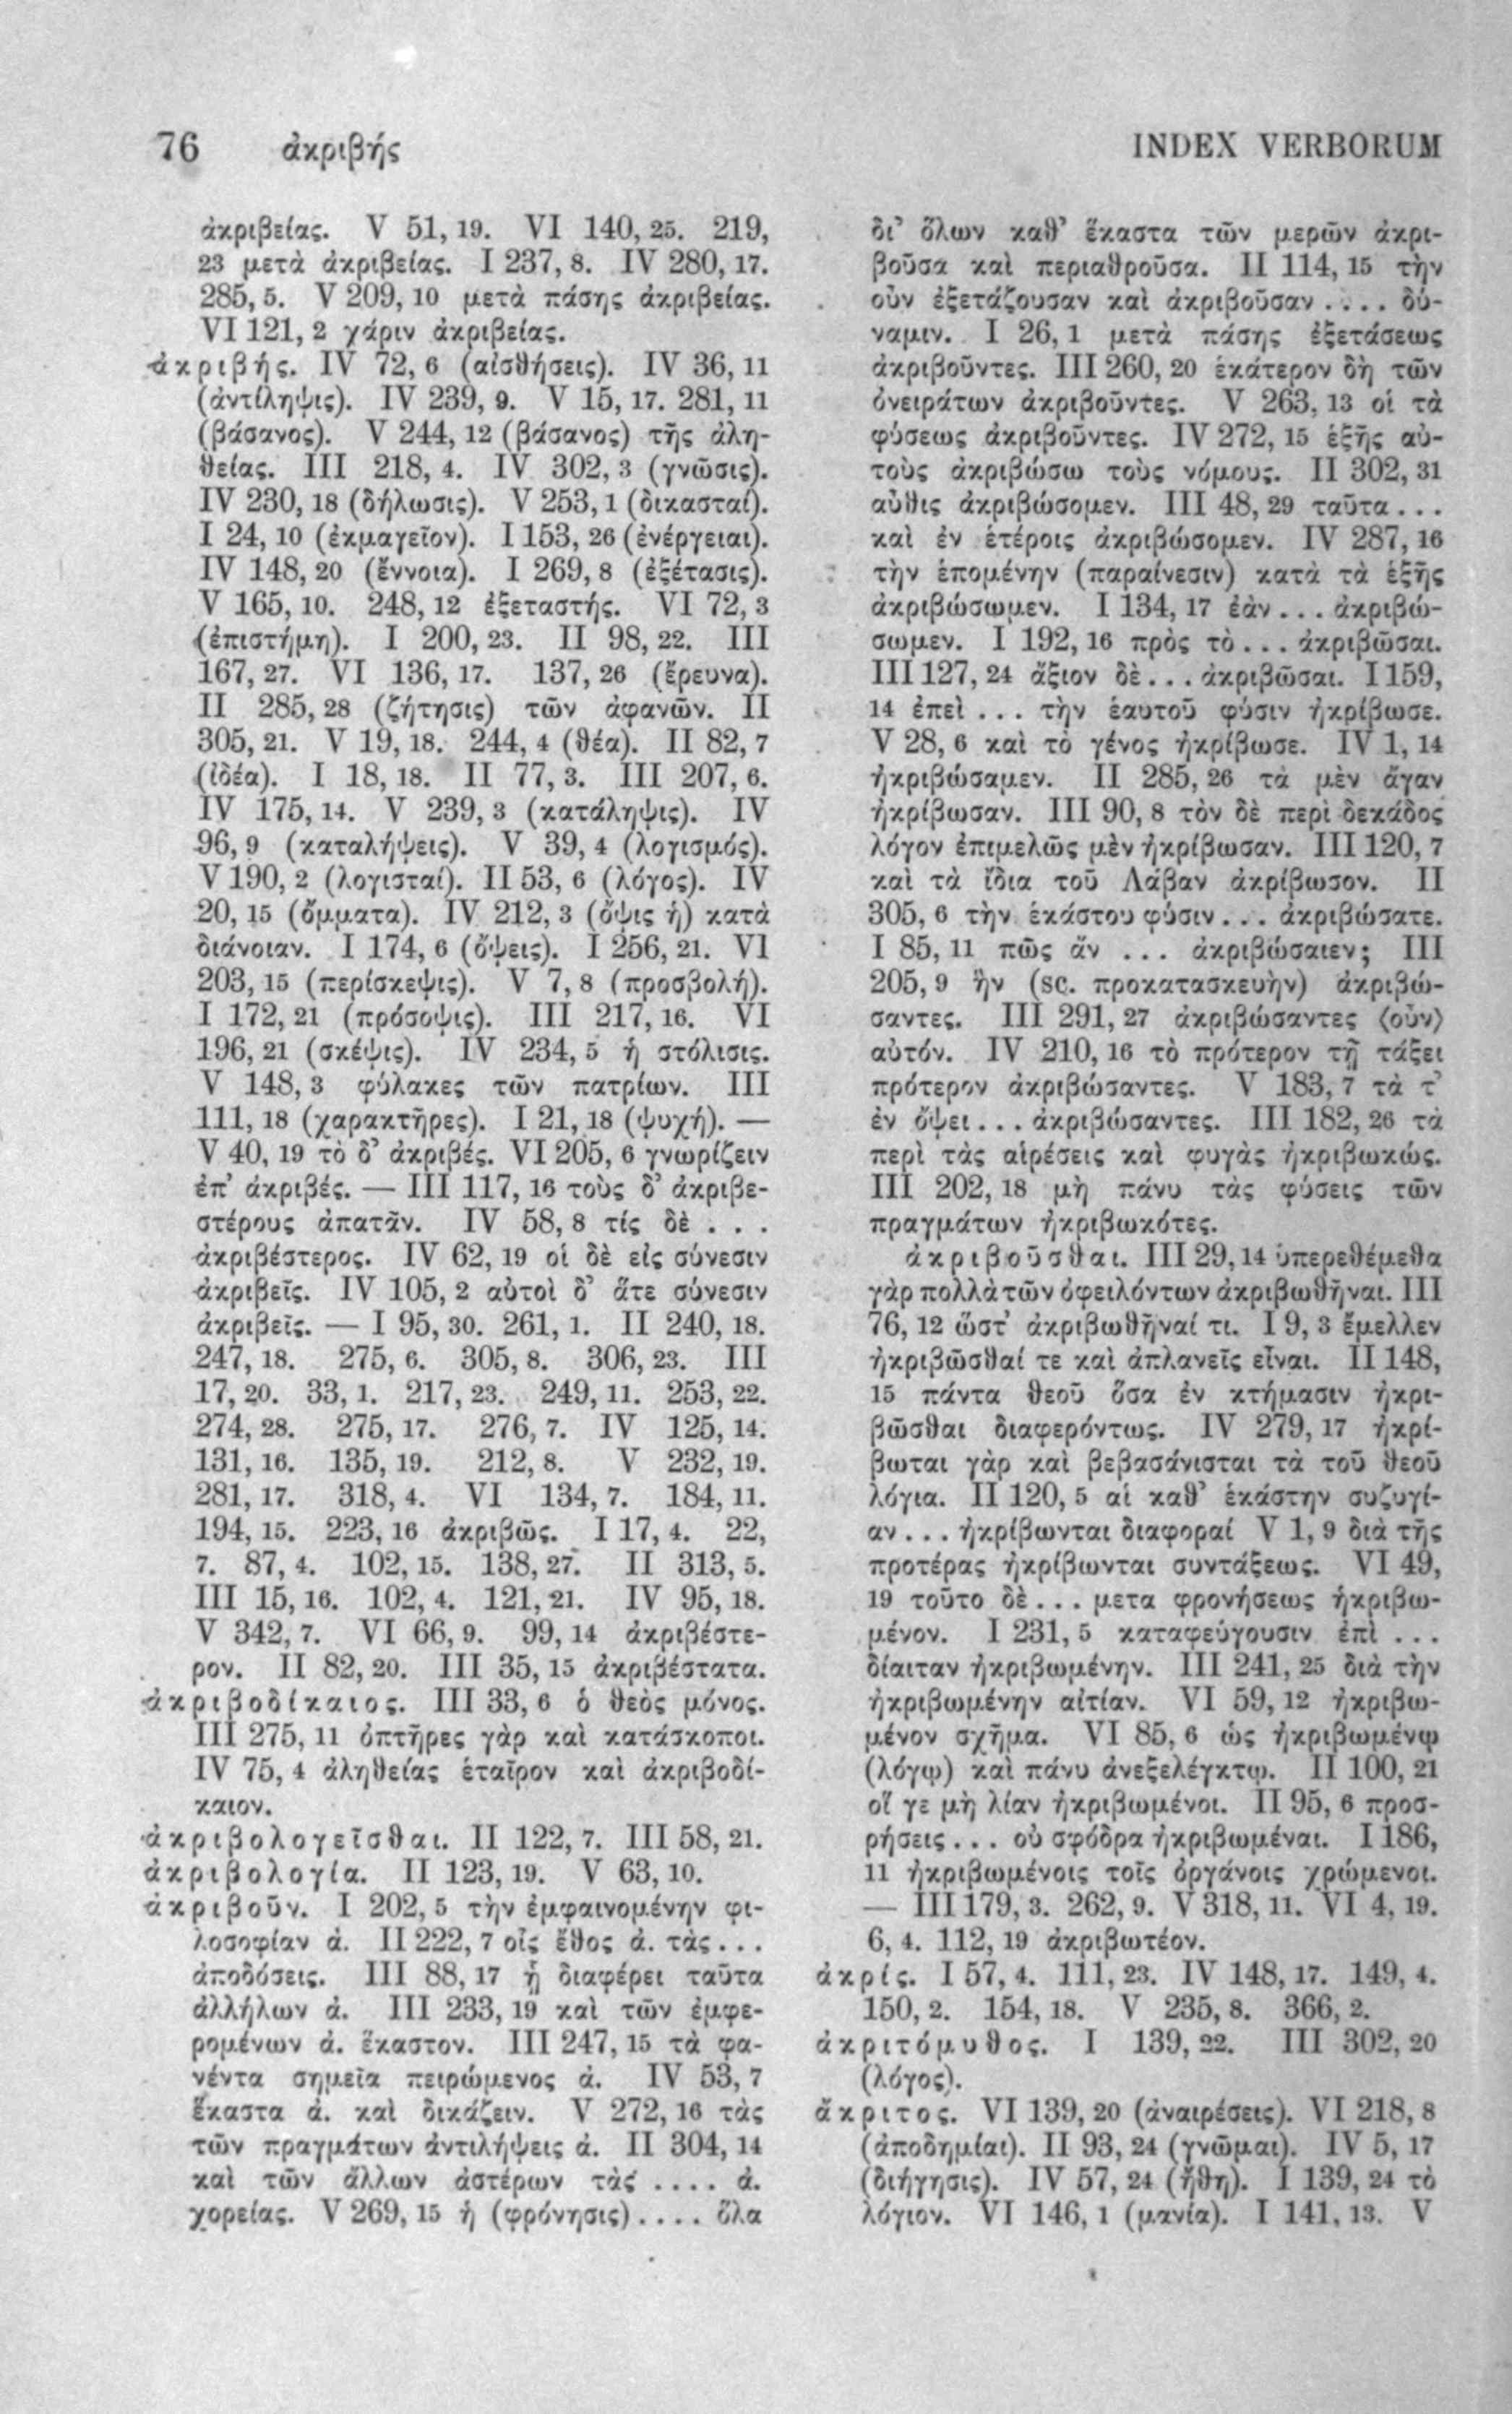 76 ἀκριβής INDEX VERBORUM
ἀκριβείας. V 51, 19. VI 140, 25. 219,
23 μετὰ ἀκριβείας. I 237, 8. IV 280, 17.
285, 5. V 209, 10 μετὰ πάσης ἀκριβείας.
VI 121, 2 χάριν ἀκριβείας.
ἀκριβής. IV 72, 6 (αἰσθήσεις). IV 36, 11
(ἀντίληψις). IV 239, 9. V 15, 17. 281, 11
(βάσανος). V 244, 12 (βάσανος) τῆς ἀλη-
θείας. III 218, 4. IV 302, 3 (γνῶσις).
IV 230, 18 (δήλωσις). V 253, 1 (δικασταί).
I 24, 10 (ἐκμαγεῖον). I 153, 26 (ἐνέργειαι).
IV 148, 20 (ἔννοια). I 269, 8 (ἐξέτασις).
V 165, 10. 248, 12 ἐξεταστής. VI 72, 3
(ἐπιστήμη). I 200, 23. II 98, 22. III
167, 27. VI 136, 17. 137, 26 (ἔρευνα).
II 285, 28 (ζήτησις) τῶν ἀφανῶν. II
305, 21. V 19, 18. 244, 4 (θέα). II 82, 7
(ἰδέα). I 18, 18. II 77, 3. III 207, 6.
IV 175, 14. V 239, 3 (κατάληψις). IV
96, 9 (καταλήψεις). V 39, 4 (λογισμός).
V 190, 2 (λογισταί). II 53, 6 (λόγος). IV
20, 15 (ὄμματα). IV 212, 3 (ὄψις ἡ) κατὰ
διάνοιαν. I 174, 6 (ὄψεις). I 256, 21. VI
203, 15 (περίσκεψις). V 7, 8 (προσβολή).
I 172, 21 (πρόσοψις). III 217, 16. VI
196, 21 (σκέψις). IV 234, 5 ἡ στόλισις.
V 148, 3 φύλακες τῶν πατρίων. III
111, 18 (χαρακτῆρες). I 21, 18 (ψυχή). —
V 40, 19 τὸ δ’ ἀκριβές. VI 205, 6 γνωρίζειν
ἐπ’ ἀκριβές. — III 117, 16 τοὺς δ’ ἀκριβε-
στέρους ἀπατᾶν. IV 58, 8 τίς δὲ . . .
ἀκριβέστερος. IV 62, 19 οἱ δὲ εἰς σύνεσιν
ἀκριβεῖς. IV 105, 2 αὐτοὶ δ’ ἅτε σύνεσιν
ἀκριβεῖς. — I 95, 30. 261, 1. II 240, 18.
247, 18. 275, 6. 305, 8. 306, 23. III
17, 20. 33, 1. 217, 23. 249, 11. 253, 22.
274, 28. 275, 17. 276, 7. IV 125, 14.
131, 16. 135, 19. 212, 8. V 232, 19.
281, 17. 318, 4. VI 134, 7. 184, 11.
194, 15. 223, 16 ἀκριβῶς. I 17, 4. 22,
7. 87, 4. 102, 15. 138, 27. II 313, 5.
III 15, 16. 102, 4. 121, 21. IV 95, 18.
V 342, 7. VI 66, 9. 99, 14 ἀκριβέστε-
ρον. II 82, 20. III 35, 15 ἀκριβέστατα.
ἀκριβοδίκαιος. III 33, 6 ὁ θεὸς μόνος.
III 275, 11 ὀπτῆρες γὰρ καὶ κατάσκοποι.
IV 75, 4 ἀληθείας ἑταῖρον καὶ ἀκριβοδί-
καιον.
ἀκριβολογεῖσθαι. II 122, 7. III 58, 21.
ἀκριβολογία. II 123, 19. V 63, 10.
ἀκριβοῦν. I 202, 5 τὴν ἐμφαινομένην φι-
λοσοφίαν ἀ. II 222, 7 οἷς ἔθος ἀ. τὰς . . .
ἀποδόσεις. III 88, 17 ᾗ διαφέρει ταῦτα
ἀλλήλων ἀ. III 233, 19 καὶ τῶν ἐμφε-
ρομένων ἀ. ἕκαστον. III 247, 15 τὰ φα-
νέντα σημεῖα πειρώμενος ἀ. IV 53, 7
ἕκαστα ἀ. καὶ δικάζειν. V 272, 16 τὰς
τῶν πραγμάτων ἀντιλήψεις ἀ. II 304, 14
καὶ τῶν ἄλλων ἀστέρων τὰς . . . . ἀ.
χορείας. V 269, 15 ἡ (φρόνησις) . . . . ὅλα
δι’ ὅλων καθ’ ἕκαστα τῶν μερῶν ἀκρι-
βοῦσα καὶ περιαθροῦσα. II 114, 15 τὴν
οὖν ἐξετάζουσαν καὶ ἀκριβοῦσαν . . . . δύ-
ναμιν. I 26, 1 μετὰ πάσης ἐξετάσεως
ἀκριβοῦντες. III 260, 20 ἑκάτερον δὴ τῶν
ὀνειράτων ἀκριβοῦντες. V 263, 13 οἱ τὰ
φύσεως ἀκριβοῦντες. IV 272, 15 ἑξῆς αὐ-
τοὺς ἀκριβώσω τοὺς νόμους. II 302, 31
αὖθις ἀκριβώσομεν. III 48, 29 ταῦτα . . .
καὶ ἐν ἑτέροις ἀκριβώσομεν. IV 287, 16
τὴν ἑπομένην (παραίνεσιν) κατὰ τὰ ἑξῆς
ἀκριβώσωμεν. I 134, 17 ἐὰν . . . ἀκριβώ-
σωμεν. I 192, 16 πρὸς τὸ . . . ἀκριβῶσαι.
III 127, 24 ἄξιον δὲ . . . ἀκριβῶσαι. I 159,
14 ἐπεὶ . . . τὴν ἑαυτοῦ φύσιν ἠκρίβωσε.
V 28, 6 καὶ τὸ γένος ἠκρίβωσε. IV 1, 14
ἠκριβώσαμεν. II 285, 26 τὰ μὲν ἄγαν
ἠκρίβωσαν. III 90, 8 τὸν δὲ περὶ δεκάδος
λόγον ἐπιμελῶς μὲν ἠκρίβωσαν. III 120, 7
καὶ τὰ ἴδια τοῦ Λάβαν ἀκρίβωσον. II
305, 6 τὴν ἑκάστου φύσιν . . . ἀκριβώσατε.
I 85, 11 πῶς ἄν . . . ἀκριβώσαιεν; III
205, 9 ἣν (sc. προκατασκευὴν) ἀκριβώ-
σαντες. III 291, 27 ἀκριβώσαντες ⟨οὖν⟩
αὐτόν. IV 210, 16 τὸ πρότερον τῇ τάξει
πρότερον ἀκριβώσαντες. V 183, 7 τὰ τ’
ἐν ὄψει . . . ἀκριβώσαντες. III 182, 26 τὰ
περὶ τὰς αἱρέσεις καὶ φυγὰς ἠκριβωκώς.
III 202, 18 μὴ πάνυ τὰς φύσεις τῶν
πραγμάτων ἠκριβωκότες.
ἀκριβοῦσθαι. III 29, 14 ὑπερεθέμεθα
γὰρ πολλὰ τῶν ὀφειλόντων ἀκριβωθῆναι. III
76, 12 ὥστ’ ἀκριβωθῆναί τι. I 9, 3 ἔμελλεν
ἠκριβῶσθαί τε καὶ ἀπλανεῖς εἶναι. II 148,
15 πάντα θεοῦ ὅσα ἐν κτήμασιν ἠκρι-
βῶσθαι διαφερόντως. IV 279, 17 ἠκρί-
βωται γὰρ καὶ βεβασάνισται τὰ τοῦ θεοῦ
λόγια. II 120, 5 αἱ καθ’ ἑκάστην συζυγί-
αν . . . ἠκρίβωνται διαφοραί V 1, 9 διὰ τῆς
προτέρας ἠκρίβωνται συντάξεως. VI 49,
19 τοῦτο δὲ . . . μετα φρονήσεως ἠκριβω-
μένον. I 231, 5 καταφεύγουσιν ἐπὶ . . .
δίαιταν ἠκριβωμένην. III 241, 25 διὰ τὴν
ἠκριβωμένην αἰτίαν. VI 59, 12 ἠκριβω-
μένον σχῆμα. VI 85, 6 ὡς ἠκριβωμένῳ
(λόγῳ) καὶ πάνυ ἀνεξελέγκτῳ. II 100, 21
οἵ γε μὴ λίαν ἠκριβωμένοι. II 95, 6 προσ-
ρήσεις . . . οὐ σφόδρα ἠκριβωμέναι. I 186,
11 ἠκριβωμένοις τοῖς ὀργάνοις χρώμενοι.
— III 179, 3. 262, 9. V 318, 11. VI 4, 19.
6, 4. 112, 19 ἀκριβωτέον.
ἀκρίς. I 57, 4. 111, 23. IV 148, 17. 149, 4.
150, 2. 154, 18. V 235, 8. 366, 2.
ἀκριτόμυθος. I 139, 22. III 302, 20
(λόγος).
ἄκριτος. VI 139, 20 (ἀναιρέσεις). VI 218, 8
(ἀποδημίαι). II 93, 24 (γνῶμαι). IV 5, 17
(διήγησις). IV 57, 24 (ἤθη). I 139, 24 τὸ
λόγιον. VI 146, 1 (μανία). I 141, 13. V